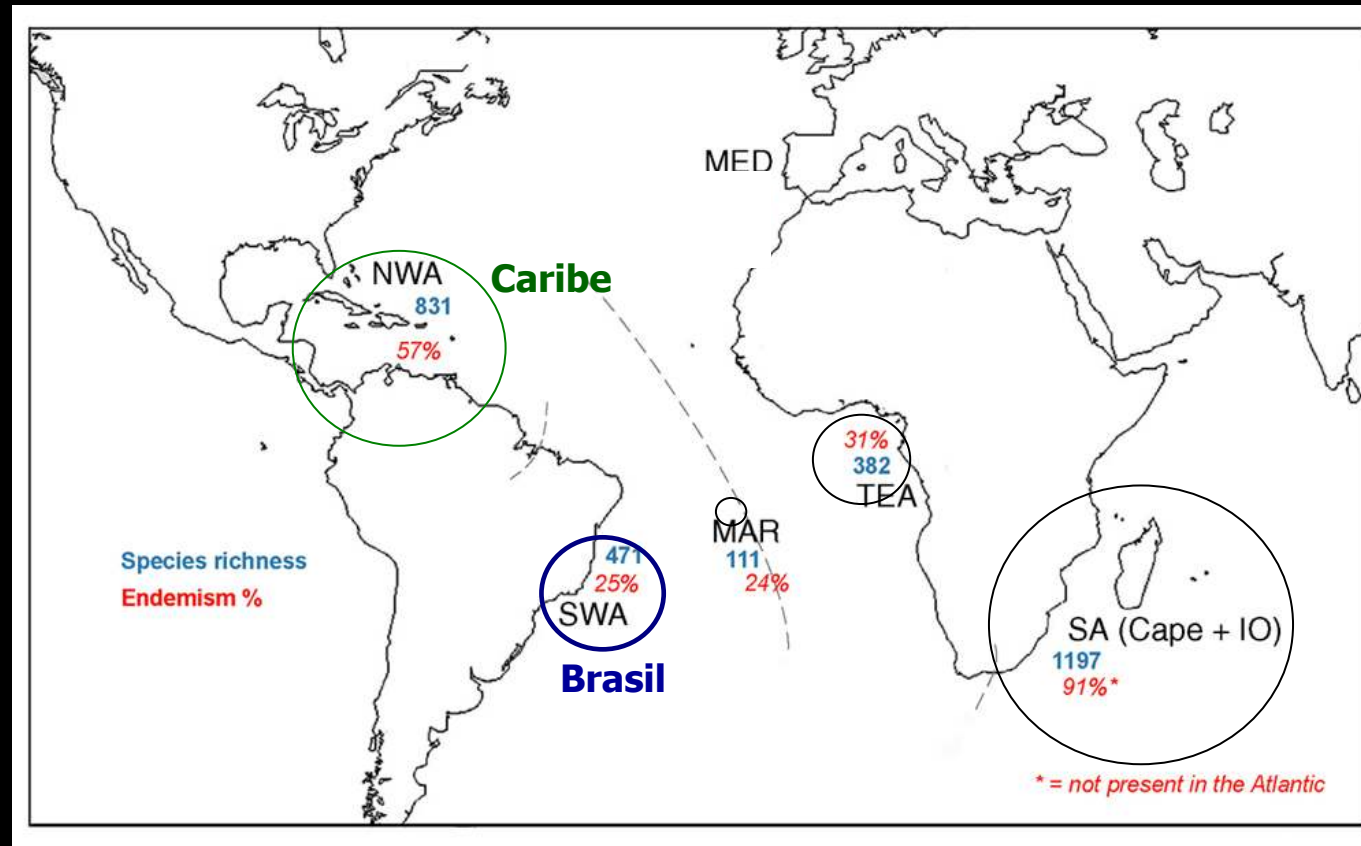 MED
NWA
Caribe
831
57%
31%
382
TEA
MAR
111
24%
471
25%
SWA
Brasil
Species richness
Endemism %
SA (Cape + IO)
1197
91%*
* = not present in the Atlantic